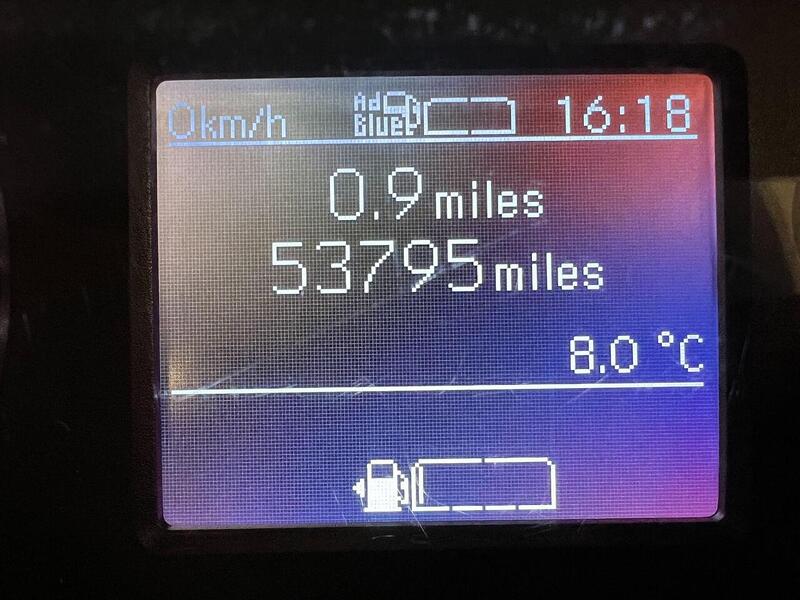 0km/h Ad Blue 16:18
0.9 miles
53795 miles
8.0 °C